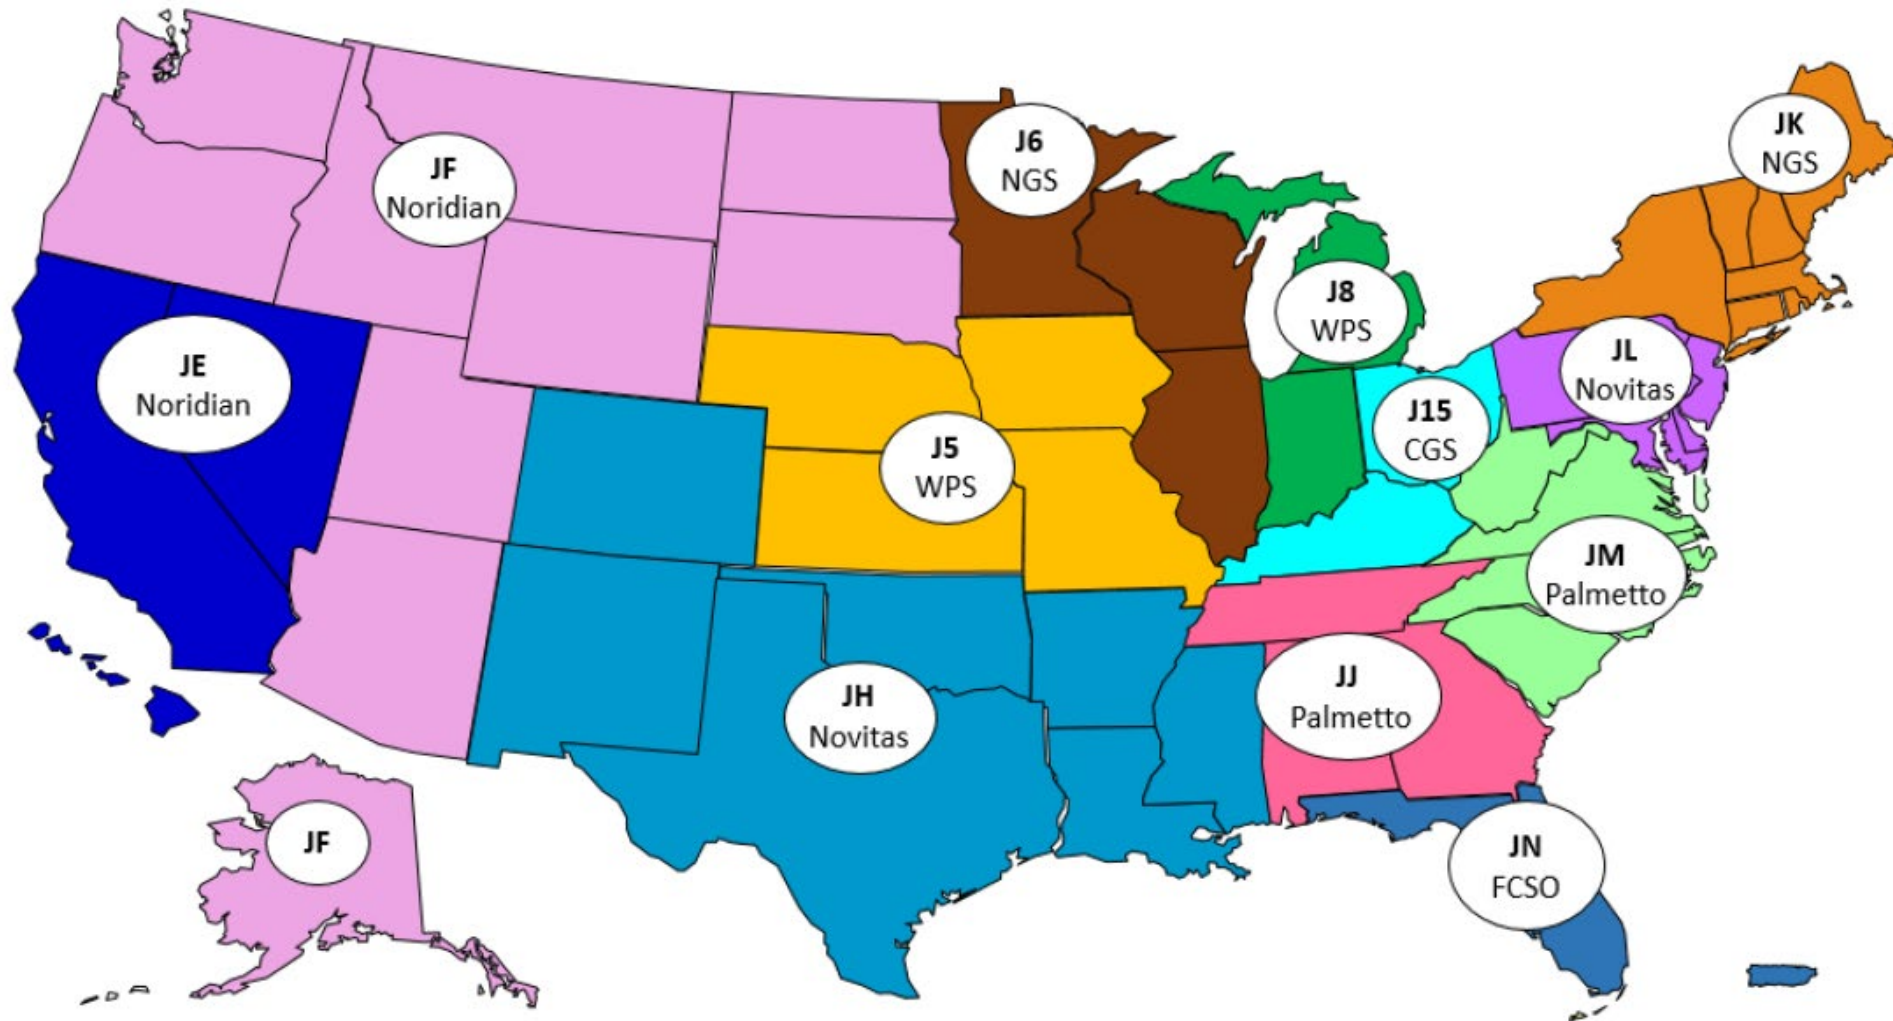 JF
Noridian
J6
NGS
JK
NGS
JE
Noridian
J8
WPS
JL
Novitas
J15
CGS
J5
WPS
JM
Palmetto
JH
Novitas
JJ
Palmetto
JF
JN
FCSO